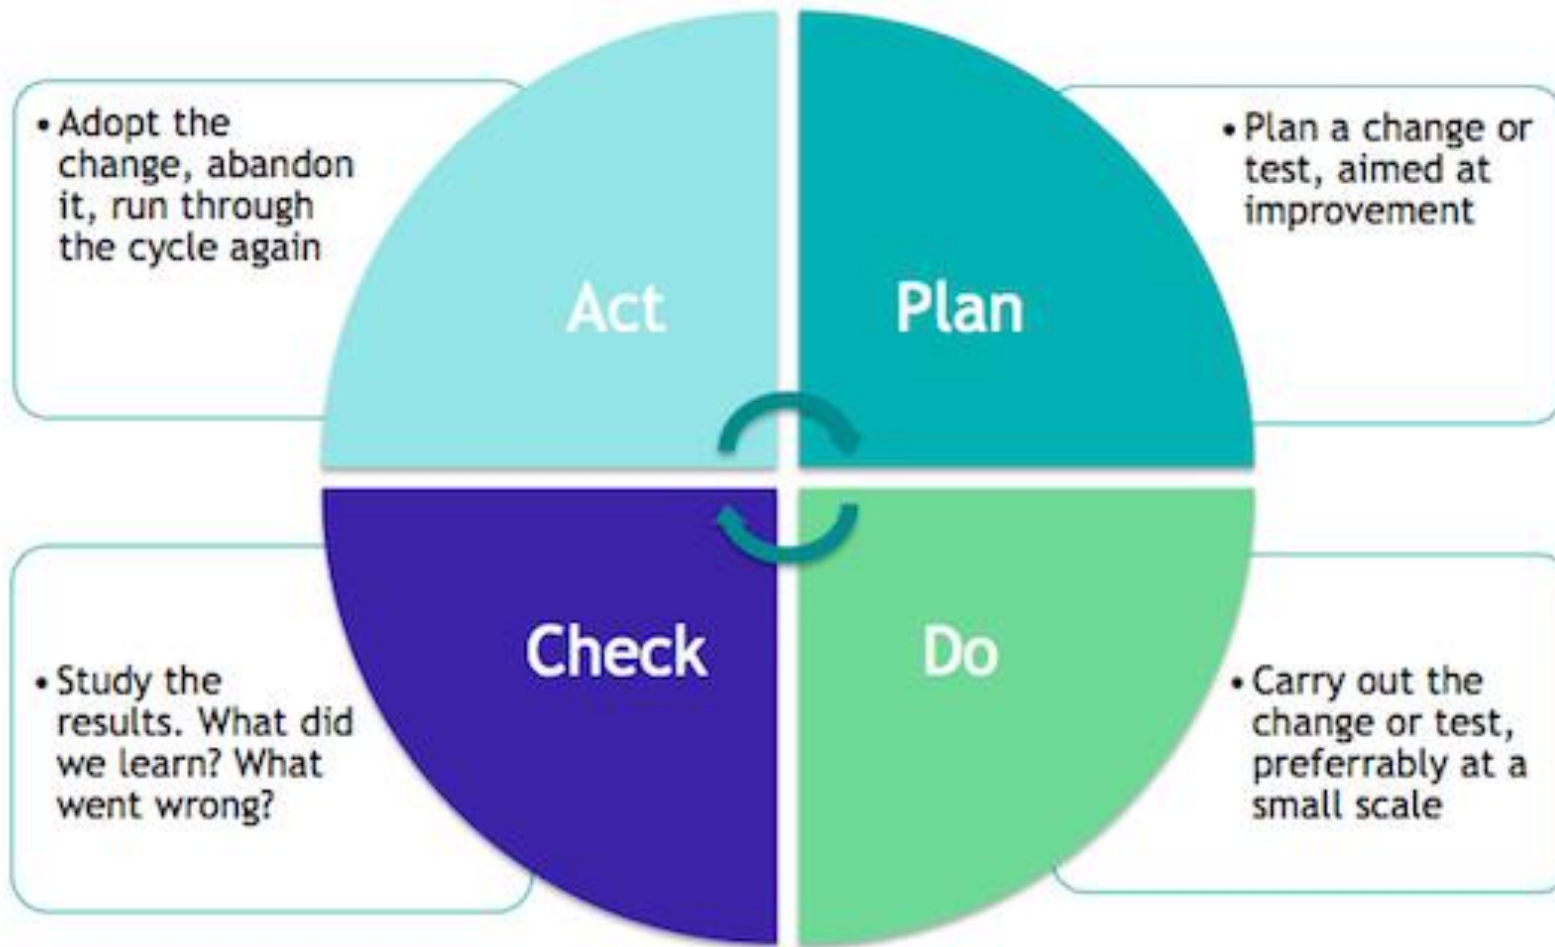 • Adopt the
change, abandon
it, run through
the cycle again
Act
Plan
• Plan a change or
test, aimed at
improvement
• Study the
results. What did
we learn? What
went wrong?
Check
Do
• Carry out the
change or test,
preferrably at a
small scale